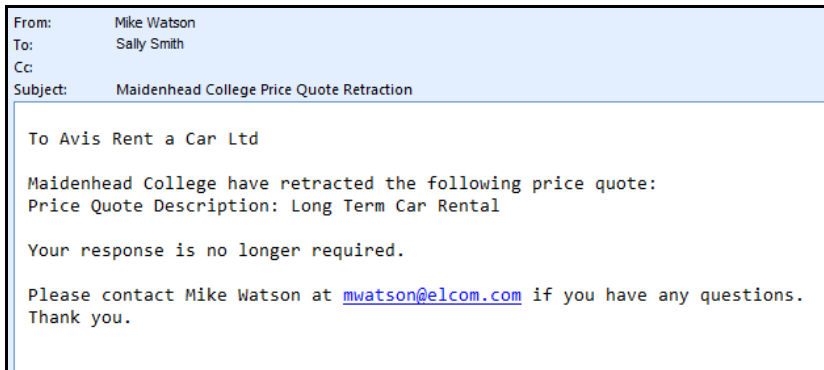 From: Mike Watson
To: Sally Smith
Cc:
Subject: Maidenhead College Price Quote Retraction
To Avis Rent a Car Ltd
Maidenhead College have retracted the following price quote:
Price Quote Description: Long Term Car Rental
Your response is no longer required.
Please contact Mike Watson at mwatson@elcom.com if you have any questions.
Thank you.